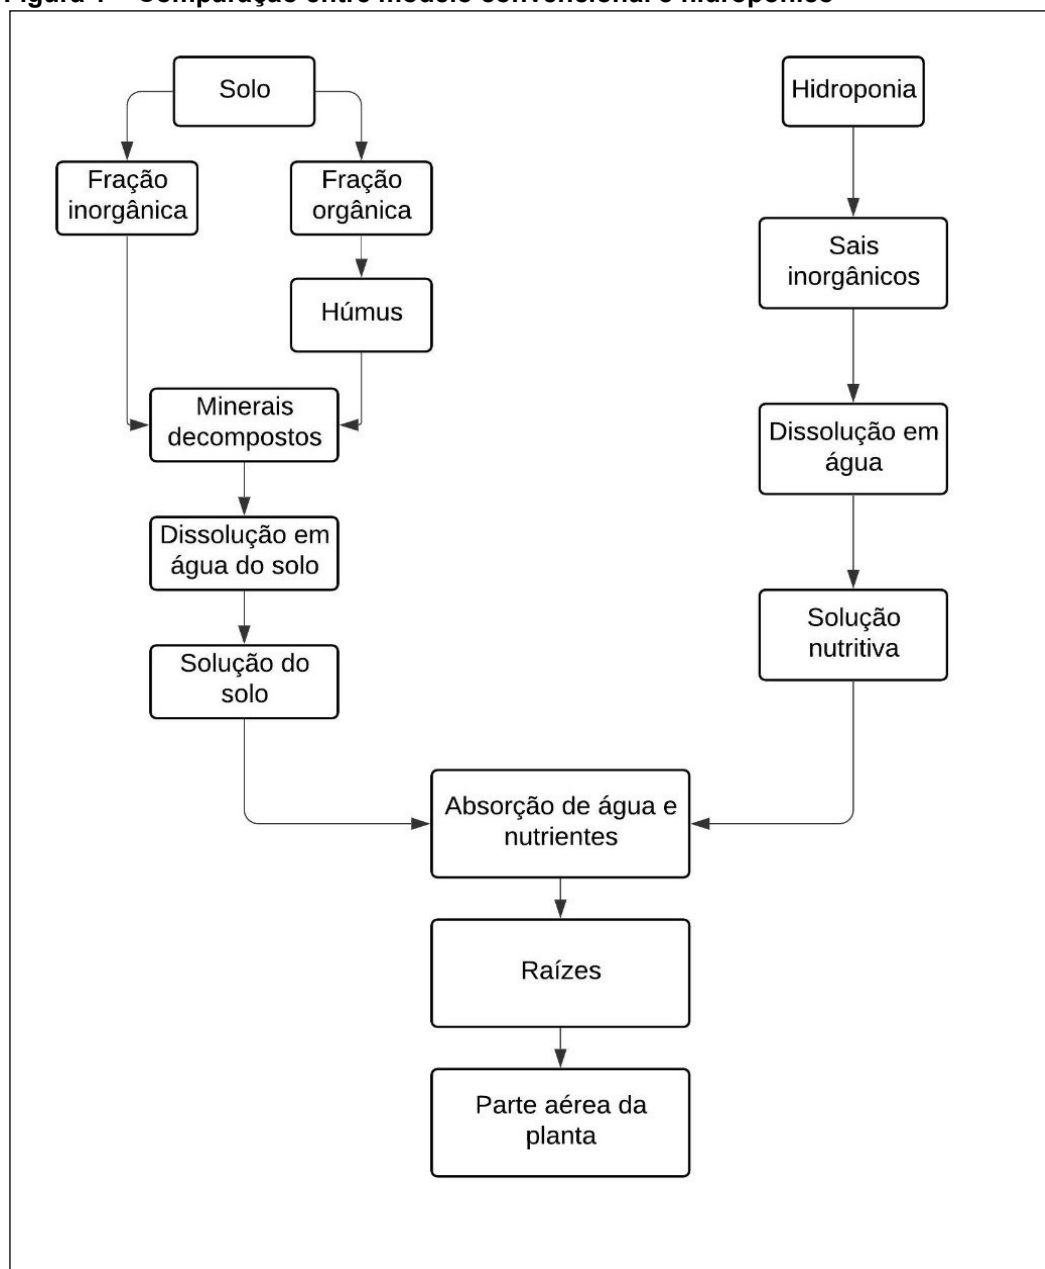 Figura 1 – Comparação entre modelo convencional e hidropônico
Solo
Hidroponia
Fração
inorgânica
Fração
orgânica
Sais
inorgânicos
Húmus
Minerais
decompostos
Dissolução em
água
Dissolução em
água do solo
Solução
nutritiva
Solução do
solo
Absorção de água e
nutrientes
Raízes
Parte aérea da
planta